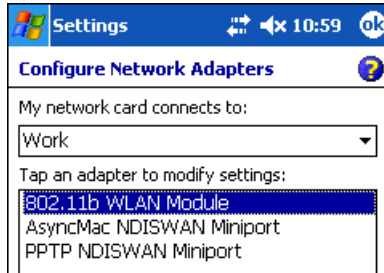 Settings 10:59 ok
Configure Network Adapters
My network card connects to:
Work
Tap an adapter to modify settings:
802.11b WLAN Module
AsyncMac NDISWAN Miniport
PPTP NDISWAN Miniport